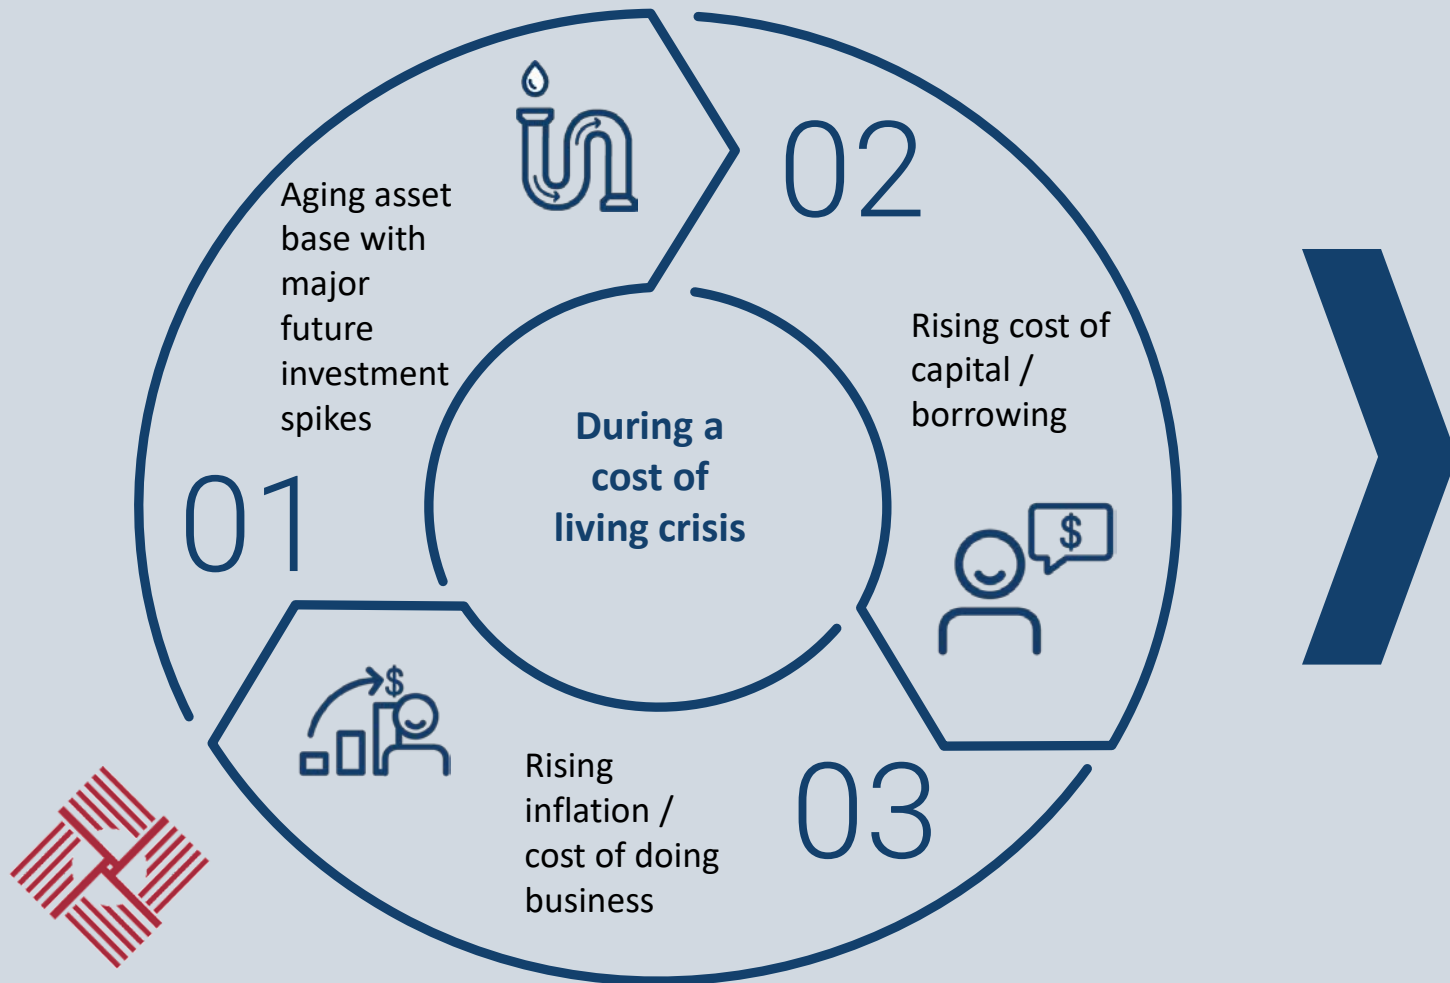 01
Aging asset
base with
major
future
investment
spikes
02
Rising cost of
capital /
borrowing
$
03
Rising
inflation /
cost of doing
business
$
During a
cost of
living crisis